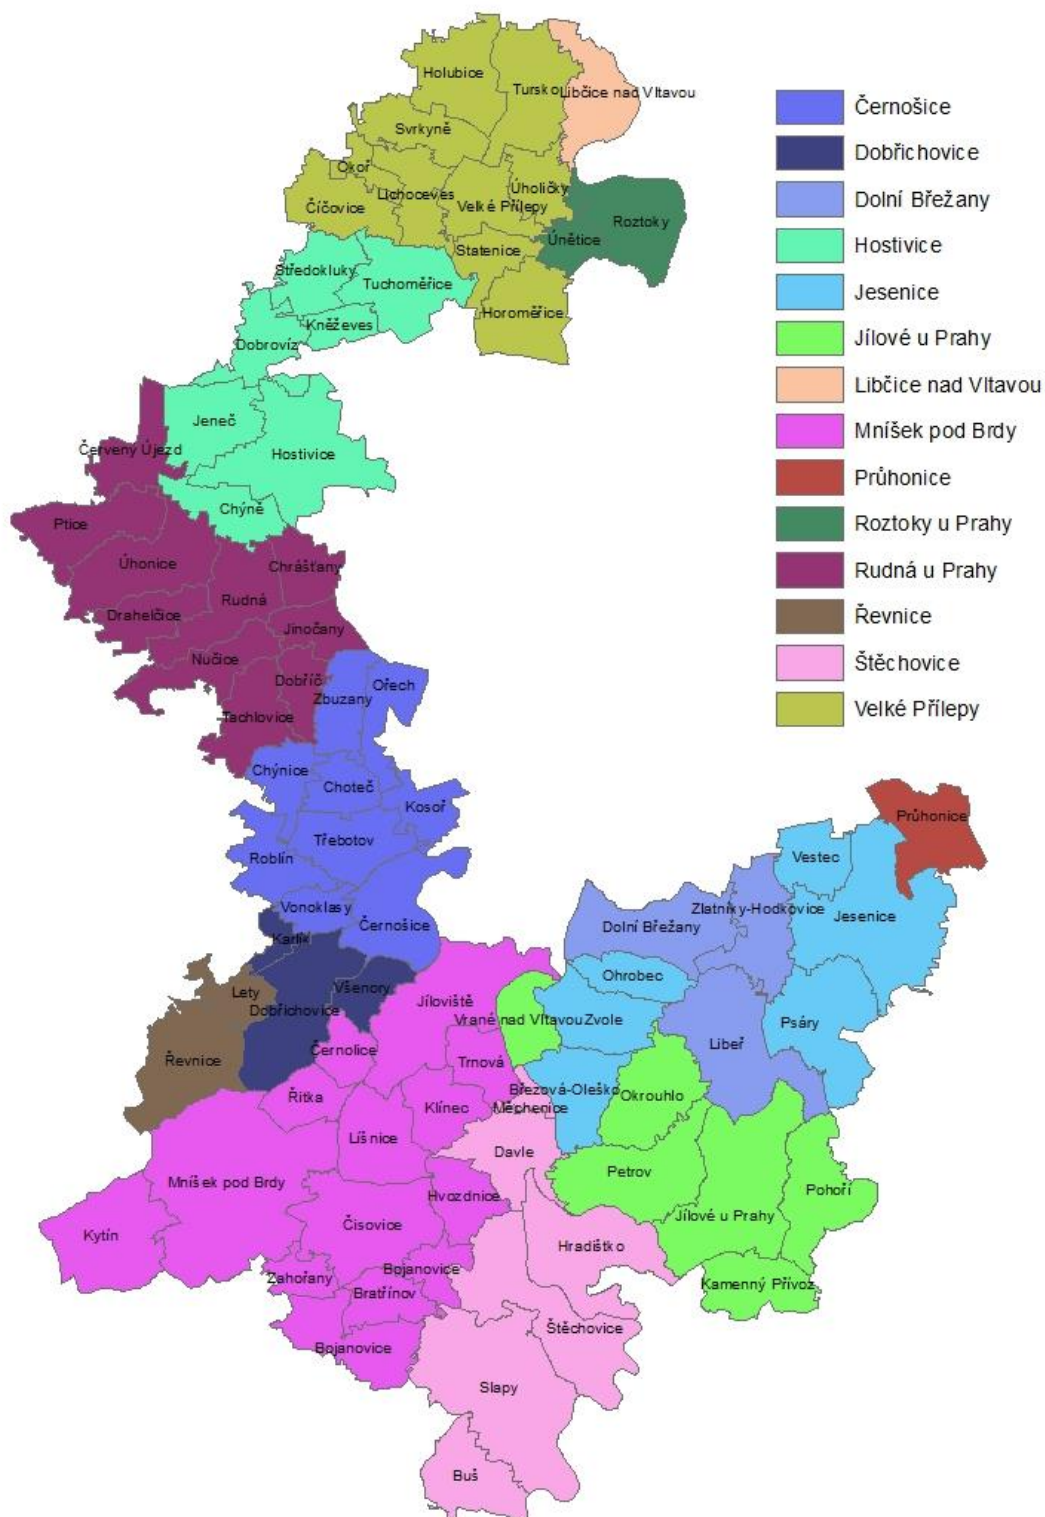 Holubice
Tursko
Libčice nad Vltavou
Svrkyně
Okoř
Lichoceves
Úholičky
Číčovice
Velké Přílepy
Roztoky
Únětice
Statenice
Středokluky
Tuchoměřice
Horoměřice
Kněževes
Dobrovíz
Jeneč
Červený Újezd
Hostivice
Chýně
Ptice
Úhonice
Chrášťany
Rudná
Drahelčice
Jinočany
Nučice
Dobříč
Ořech
Zbuzany
Tachlovice
Chýnice
Choteč
Kosoř
Třebotov
Roblín
Vonoklasy
Černošice
Karlík
Všenory
Lety
Dobřichovice
Řevnice
Jíloviště
Černolice
Trnová
Řitka
Klínec
Líšnice
Mníšek pod Brdy
Kytín
Čisovice
Hvozdnice
Zahořany
Bojanovice
Bratřínov
Bojanovice
Průhonice
Vestec
Zlatníky-Hodkovice
Jesenice
Dolní Břežany
Ohrobec
Vrané nad Vltavou
Zvole
Psáry
Libeř
Březová-Oleško
Okrouhlo
Měchenice
Davle
Petrov
Pohoří
Jílové u Prahy
Hradištko
Kamenný Přívoz
Štěchovice
Slapy
Buš
Černošice
Dobřichovice
Dolní Břežany
Hostivice
Jesenice
Jílové u Prahy
Libčice nad Vltavou
Mníšek pod Brdy
Průhonice
Roztoky u Prahy
Rudná u Prahy
Řevnice
Štěchovice
Velké Přílepy